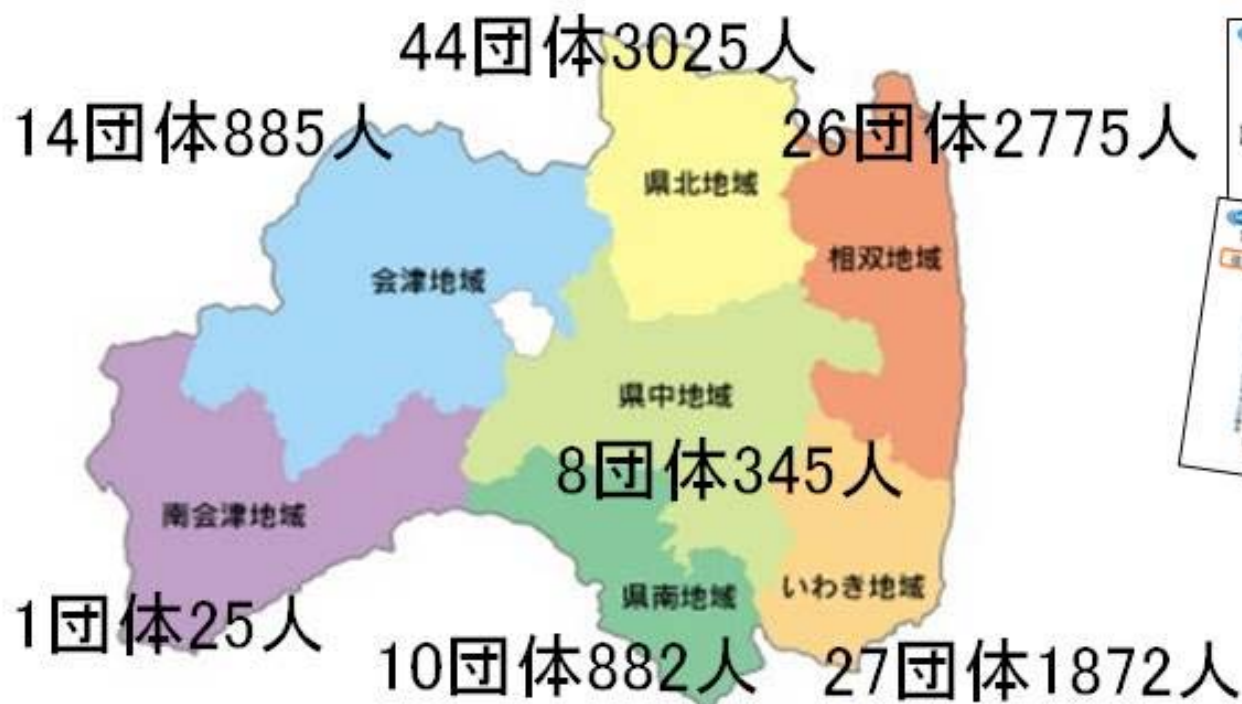 44団体3025人
14団体885人
26団体2775人
県北地域
相双地域
会津地域
県中地域
8団体345人
南会津地域
いわき地域
県南地域
1団体25人
10団体882人
27団体1872人